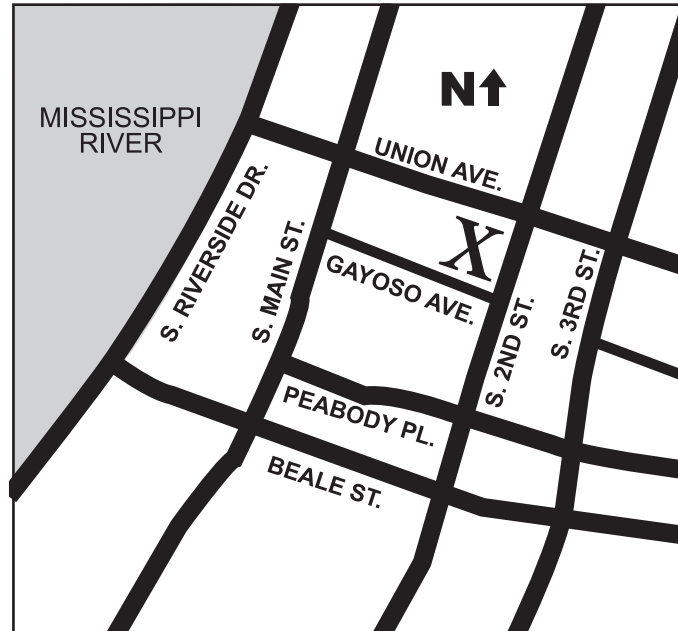 MISSISSIPPI
RIVER
N
UNION AVE.
S. RIVERSIDE DR.
S. MAIN ST.
X
GAYOSO AVE.
S. 2ND ST.
S. 3RD ST.
PEABODY PL.
BEALE ST.